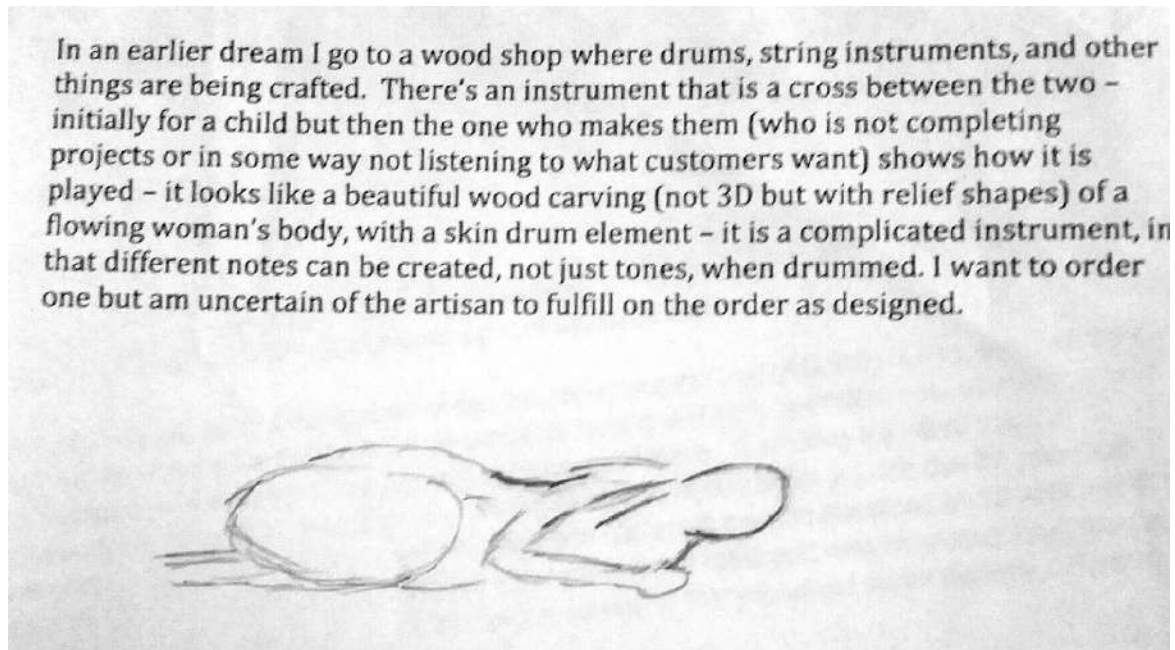 In an earlier dream I go to a wood shop where drums, string instruments, and other
things are being crafted.  There's an instrument that is a cross between the two –
initially for a child but then the one who makes them (who is not completing
projects or in some way not listening to what customers want) shows how it is
played – it looks like a beautiful wood carving (not 3D but with relief shapes) of a
flowing woman's body, with a skin drum element – it is a complicated instrument, in
that different notes can be created, not just tones, when drummed. I want to order
one but am uncertain of the artisan to fulfill on the order as designed.